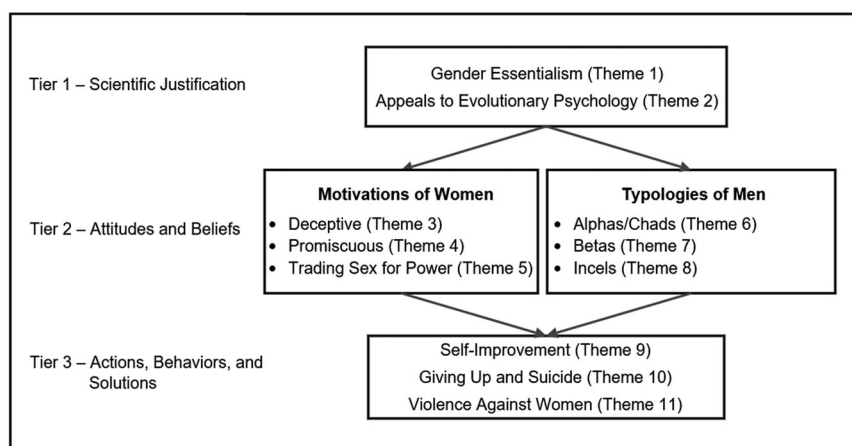 Tier 1 – Scientific Justification
Gender Essentialism (Theme 1)
Appeals to Evolutionary Psychology (Theme 2)
Tier 2 – Attitudes and Beliefs
Motivations of Women
• Deceptive (Theme 3)
• Promiscuous (Theme 4)
• Trading Sex for Power (Theme 5)
Typologies of Men
• Alphas/Chads (Theme 6)
• Betas (Theme 7)
• Incels (Theme 8)
Tier 3 – Actions, Behaviors, and
Solutions
Self-Improvement (Theme 9)
Giving Up and Suicide (Theme 10)
Violence Against Women (Theme 11)